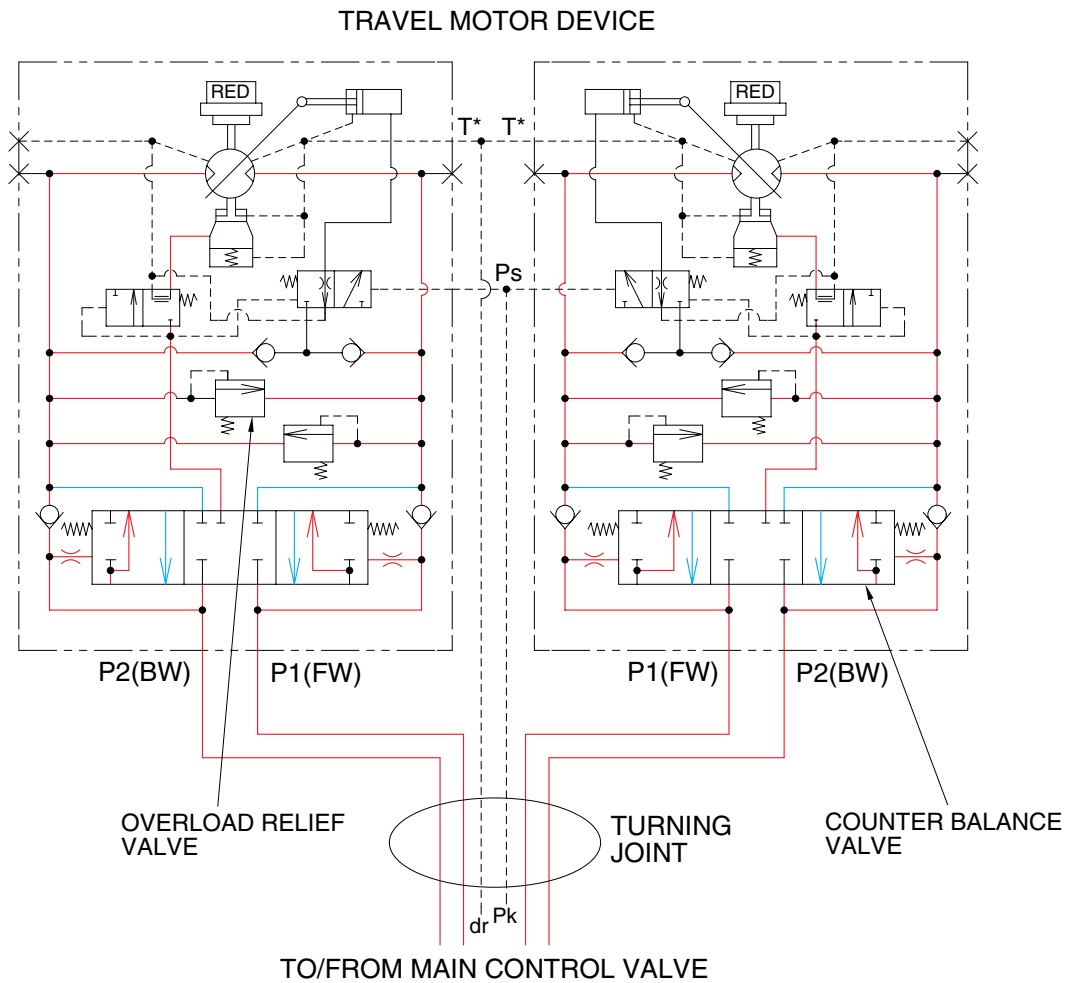 TRAVEL MOTOR DEVICE
RED
RED
T*
T*
Ps
P2(BW)
P1(FW)
P1(FW)
P2(BW)
OVERLOAD RELIEF
VALVE
TURNING
JOINT
COUNTER BALANCE
VALVE
dr
Pk
TO/FROM MAIN CONTROL VALVE